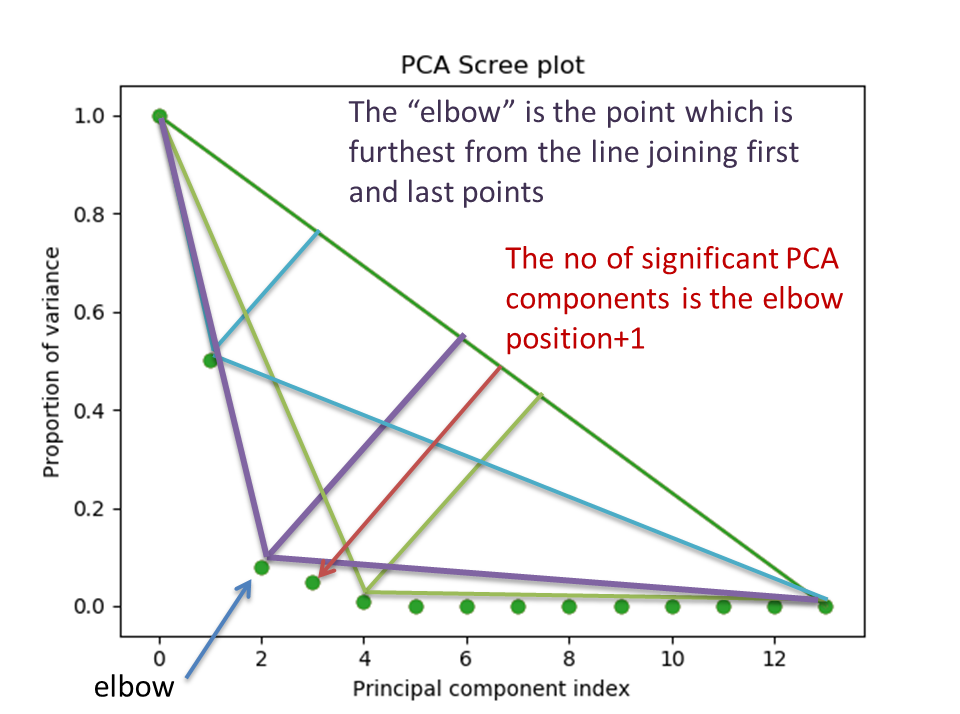 PCA Scree plot
The “elbow” is the point which is
furthest from the line joining first
and last points
The no of significant PCA
components is the elbow
position+1
Proportion of variance
1.0
0.8
0.6
0.4
0.2
0.0
0 2 4 6 8 10 12
elbow
Principal component index